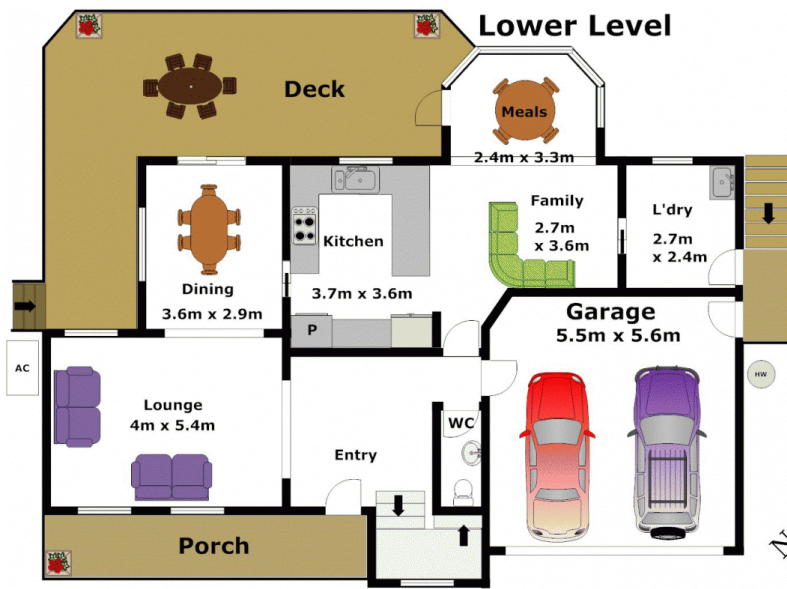 Lower Level
Deck
Meals
2.4m x 3.3m
Family
2.7m
x 3.6m
L'dry
2.7m
x 2.4m
Kitchen
3.7m x 3.6m
Dining
3.6m x 2.9m
P
Garage
5.5m x 5.6m
AC
HW
Lounge
4m x 5.4m
WC
Entry
Porch
N